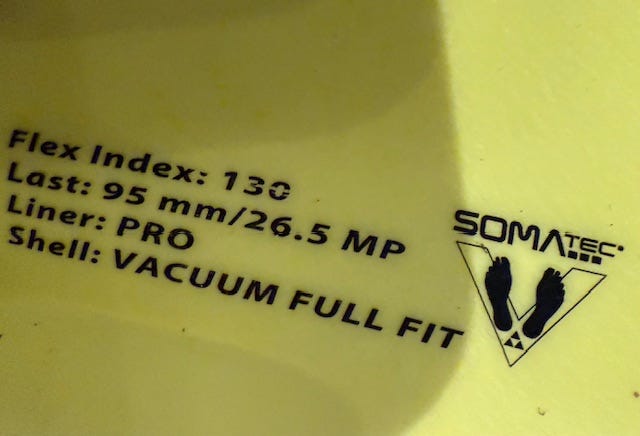 Flex Index: 130
Last: 95 mm/26.5 MP
Liner: PRO
Shell: VACUUM FULL FIT
SOMATEC